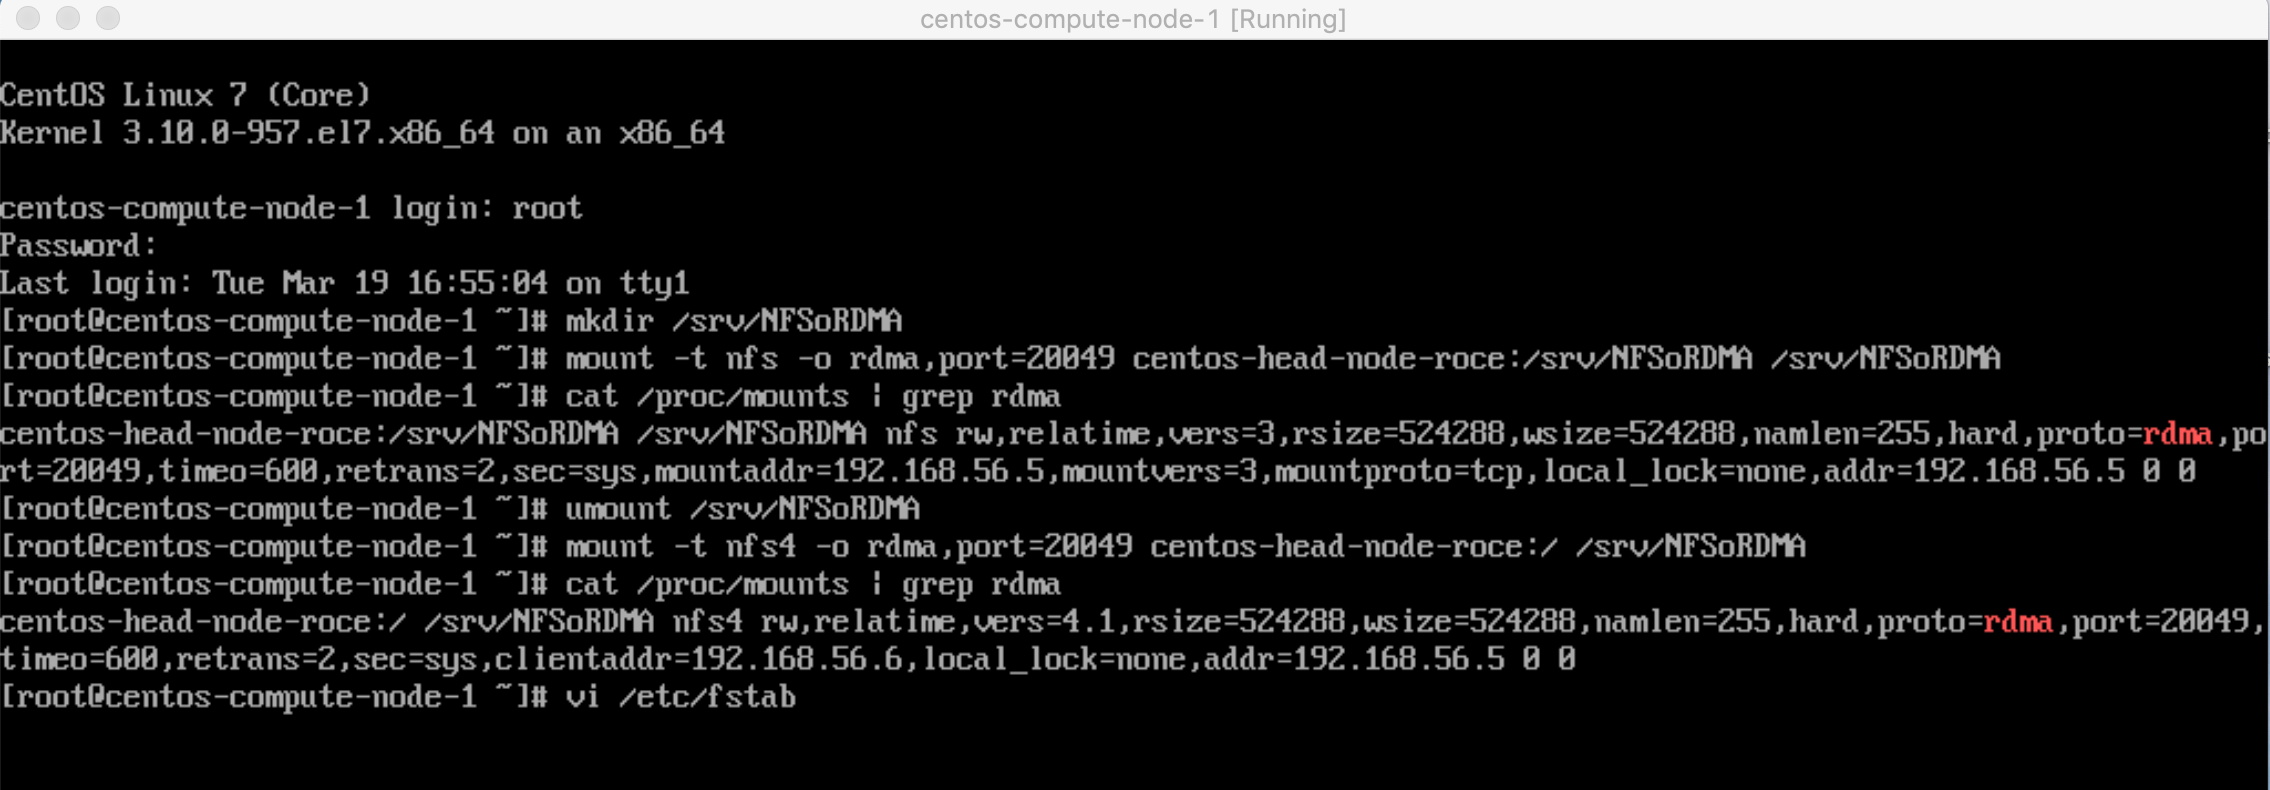 centos-compute-node-1 [Running]
CentOS Linux 7 (Core)
Kernel 3.10.0-957.el7.x86_64 on an x86_64
centos-compute-node-1 login: root
Password:
Last login: Tue Mar 19 16:55:04 on tty1
[root@centos-compute-node-1 ~]# mkdir /srv/NFSoRDMA
[root@centos-compute-node-1 ~]# mount -t nfs -o rdma,port=20049 centos-head-node-roce:/srv/NFSoRDMA /srv/NFSoRDMA
[root@centos-compute-node-1 ~]# cat /proc/mounts | grep rdma
centos-head-node-roce:/srv/NFSoRDMA /srv/NFSoRDMA nfs rw,relatime,vers=3,rsize=524288,wsize=524288,namlen=255,hard,proto=rdma,po
rt=20049,timeo=600,retrans=2,sec=sys,mountaddr=192.168.56.5,mountvers=3,mountproto=tcp,local_lock=none,addr=192.168.56.5 0 0
[root@centos-compute-node-1 ~]# umount /srv/NFSoRDMA
[root@centos-compute-node-1 ~]# mount -t nfs4 -o rdma,port=20049 centos-head-node-roce:/ /srv/NFSoRDMA
[root@centos-compute-node-1 ~]# cat /proc/mounts | grep rdma
centos-head-node-roce:/ /srv/NFSoRDMA nfs4 rw,relatime,vers=4.1,rsize=524288,wsize=524288,namlen=255,hard,proto=rdma,port=20049,
timeo=600,retrans=2,sec=sys,clientaddr=192.168.56.6,local_lock=none,addr=192.168.56.5 0 0
[root@centos-compute-node-1 ~]# vi /etc/fstab